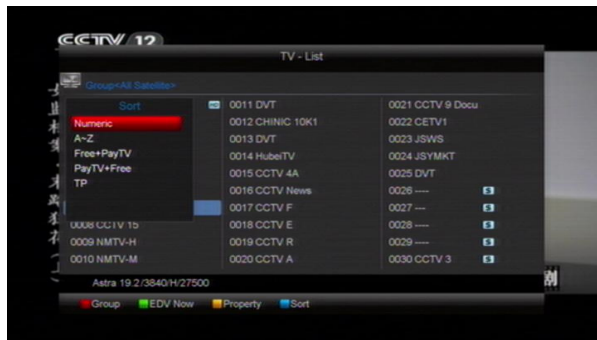 CCTV 12
TV - List
Group<All Satelite>
Sort
Numeric
A~Z
Free+PayTV
PayTV+Free
TP
0008 CCTV 15
0009 NMTV-H
0010 NMTV-M
HD 0011 DVT
0012 CHINIC 10K1
0013 DVT
0014 HubeiTV
0015 CCTV 4A
0016 CCTV News
0017 CCTV F
0018 CCTV E
0019 CCTV R
0020 CCTV A
0021 CCTV 9 Docu
0022 CETV1
0023 JSWS
0024 JSYMKT
0025 DVT
0026 ---- S
0027 --- S
0028 ---- S
0029 ---- S
0030 CCTV 3 S
剧
Astra 19.2/3840/H/27500
Group EDV Now Property Sort